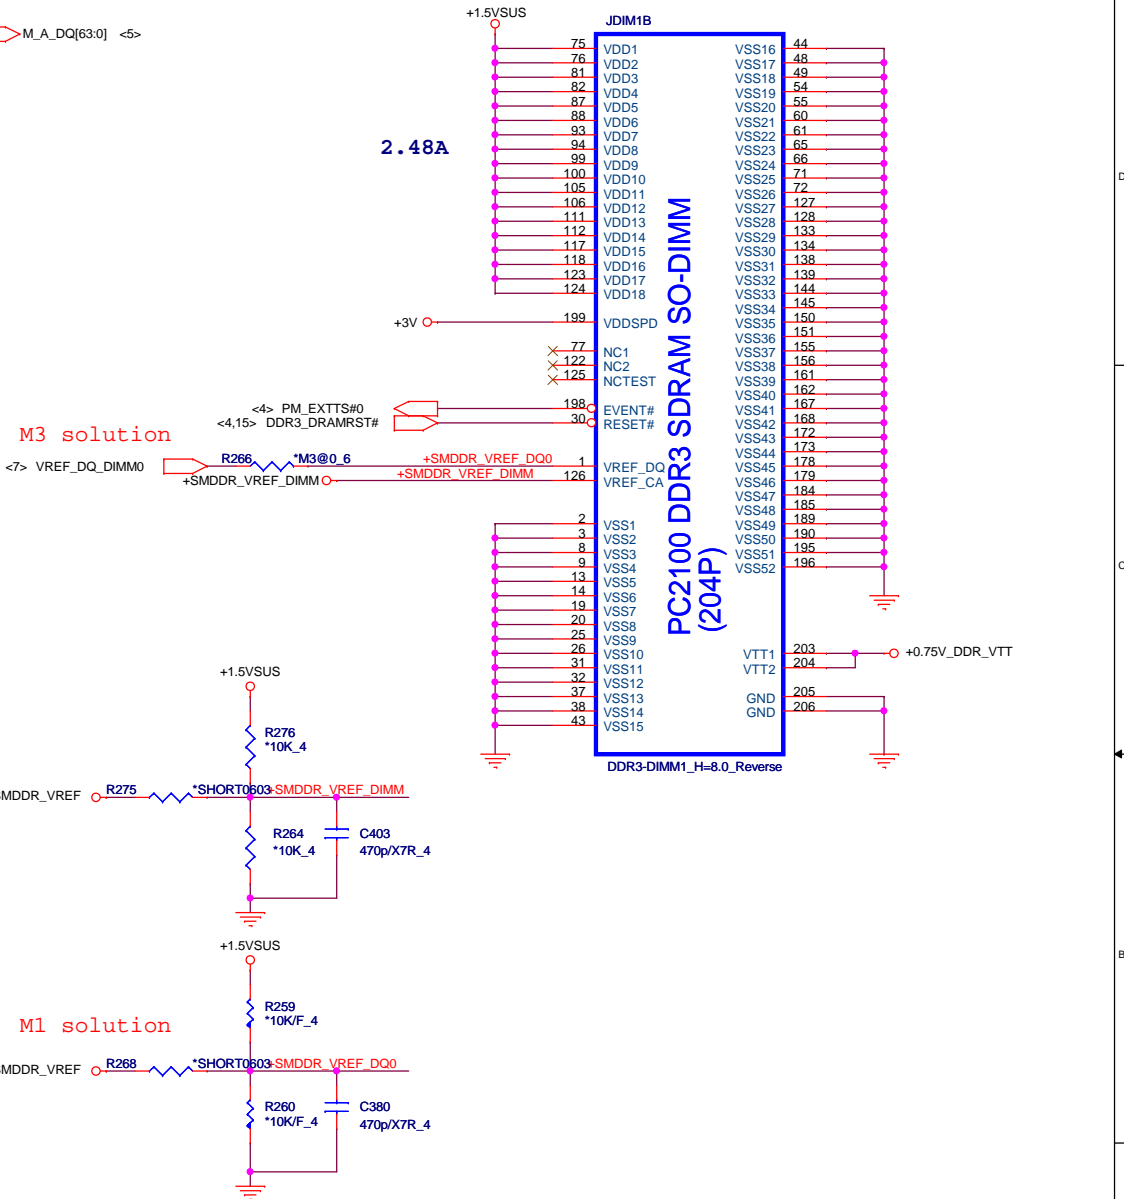 +1.5VSUS
JDIM1B
M_A_DQ[63:0] <5>
2.48A
75 VDD1
76 VDD2
81 VDD3
82 VDD4
87 VDD5
88 VDD6
93 VDD7
94 VDD8
99 VDD9
100 VDD10
105 VDD11
106 VDD12
111 VDD13
112 VDD14
117 VDD15
118 VDD16
123 VDD17
124 VDD18
+3V 199 VDDSPD
77 NC1
122 NC2
125 NCTEST
<4> PM_EXTTS#0 198 EVENT#
<4,15> DDR3_DRAMRST# 30 RESET#
M3 solution
<7> VREF_DQ_DIMM0 R266 *M3@0_6 +SMDDR_VREF_DQ0 1 VREF_DQ
+SMDDR_VREF_DIMM +SMDDR_VREF_DIMM 126 VREF_CA
2 VSS1
3 VSS2
8 VSS3
9 VSS4
13 VSS5
14 VSS6
19 VSS7
20 VSS8
25 VSS9
26 VSS10
31 VSS11
32 VSS12
37 VSS13
38 VSS14
43 VSS15
PC2100 DDR3 SDRAM SO-DIMM
(204P)
VSS16 44
VSS17 48
VSS18 49
VSS19 54
VSS20 55
VSS21 60
VSS22 61
VSS23 65
VSS24 66
VSS25 71
VSS26 72
VSS27 127
VSS28 128
VSS29 133
VSS30 134
VSS31 138
VSS32 139
VSS33 144
VSS34 145
VSS35 150
VSS36 151
VSS37 155
VSS38 156
VSS39 161
VSS40 162
VSS41 167
VSS42 168
VSS43 172
VSS44 173
VSS45 178
VSS46 179
VSS47 184
VSS48 185
VSS49 189
VSS50 190
VSS51 195
VSS52 196
VTT1 203 +0.75V_DDR_VTT
VTT2 204
GND 205
GND 206
DDR3-DIMM1_H=8.0_Reverse
+1.5VSUS
R276
*10K_4
SMDDR_VREF R275 *SHORT0603 +SMDDR_VREF_DIMM
R264
*10K_4
C403
470p/X7R_4
+1.5VSUS
R259
*10K/F_4
M1 solution
SMDDR_VREF R268 *SHORT0603 +SMDDR_VREF_DQ0
R260
*10K/F_4
C380
470p/X7R_4
D
C
B